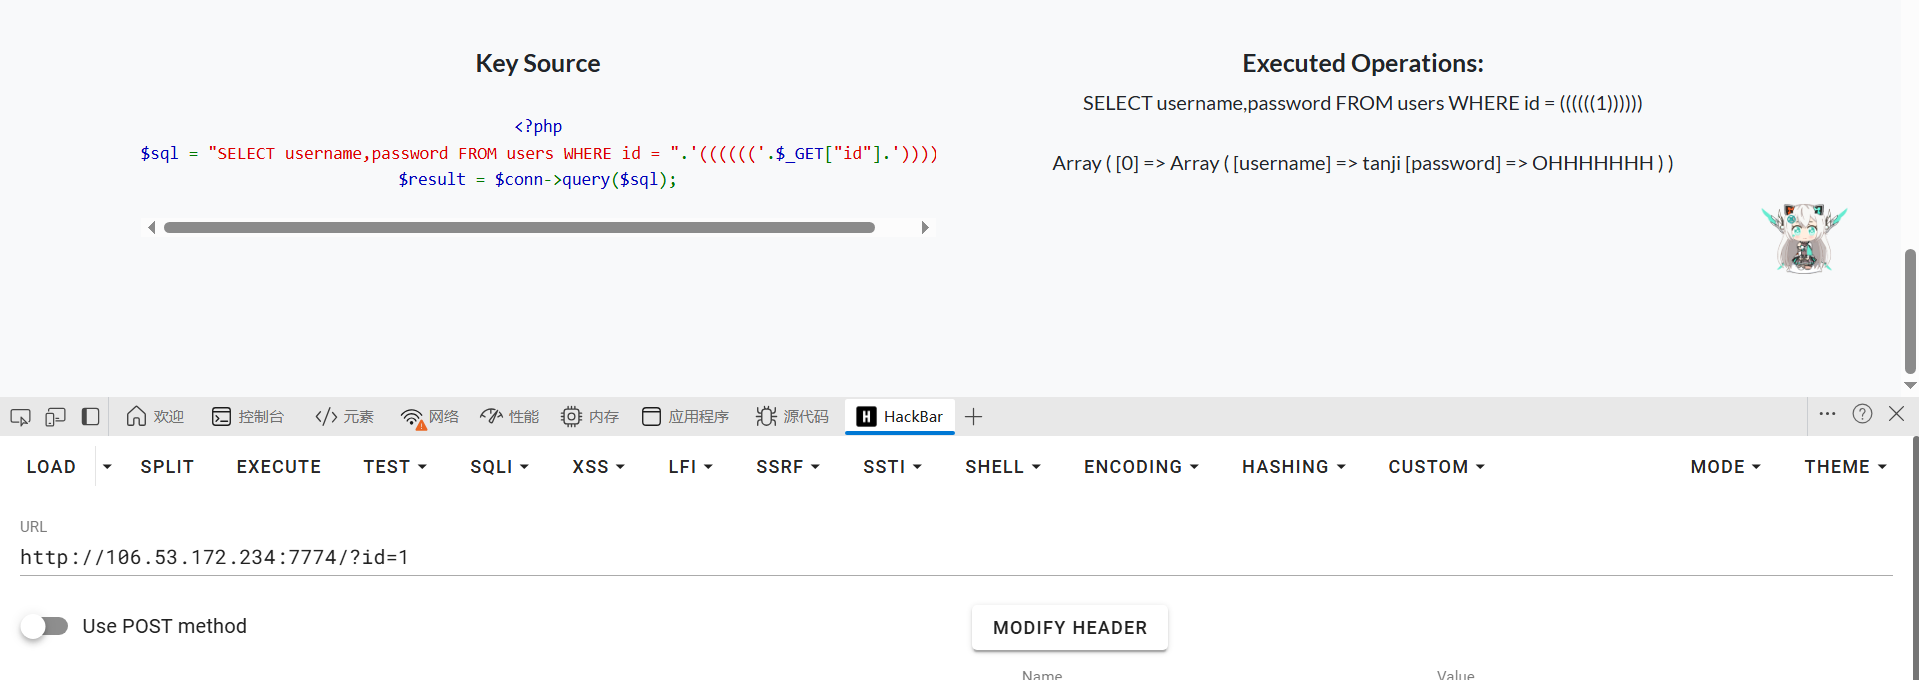 Key Source
<?php
$sql = "SELECT username,password FROM users WHERE id = ".'(((((('.$_GET["id"].'))))
$result = $conn->query($sql);
Executed Operations:
SELECT username,password FROM users WHERE id = ((((((1))))))
Array ( [0] => Array ( [username] => tanji [password] => OHHHHHHH ) )
欢迎 控制台 元素 网络 性能 内存 应用程序 源代码 HackBar
LOAD SPLIT EXECUTE TEST SQLI XSS LFI SSRF SSTI SHELL ENCODING HASHING CUSTOM MODE THEME
URL
http://106.53.172.234:7774/?id=1
Use POST method
MODIFY HEADER
Name Value